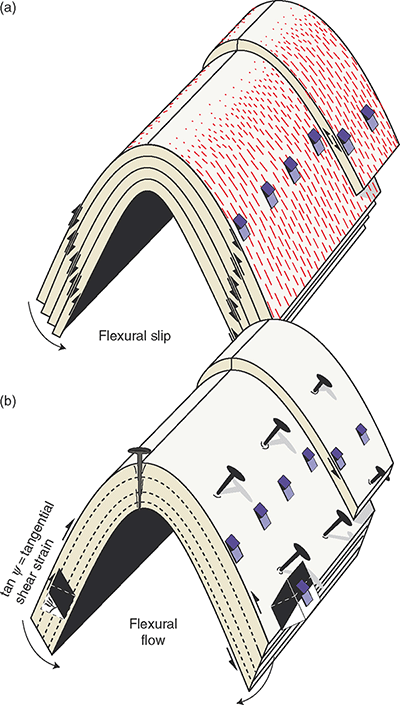 (a)
Flexural slip
(b)
tan ψ = tangential
shear strain
ψ
Flexural
flow